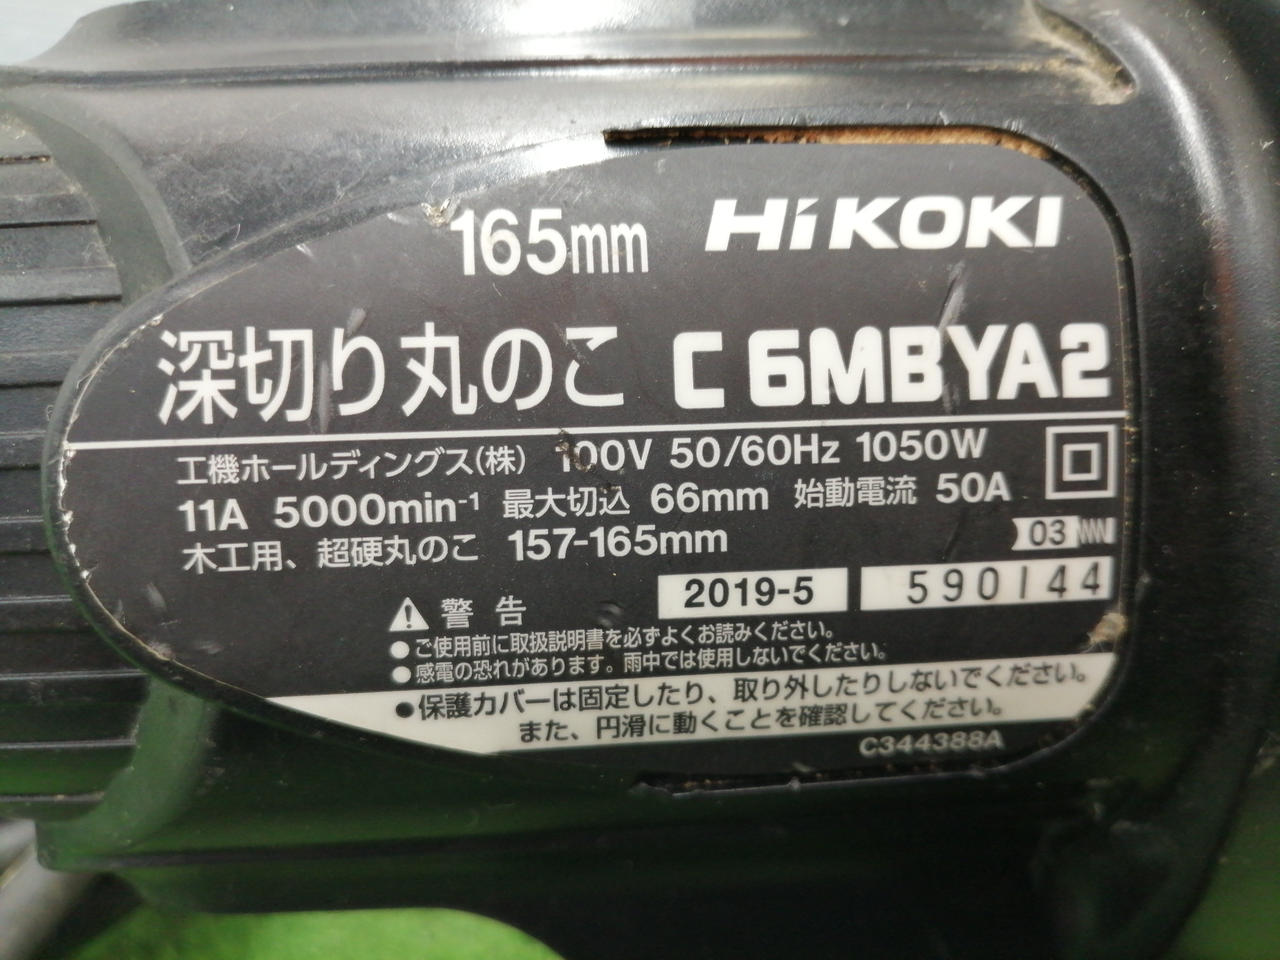 165mm HiKOKI
深切り丸のこ C 6MBYA2
工機ホールディングス(株) 100V 50/60Hz 1050W
11A 5000min-1 最大切込 66mm 始動電流 50A
木工用、超硬丸のこ 157-165mm
03 NNN
2019-5 590144
警告
●ご使用前に取扱説明書を必ずよくお読みください。
●感電の恐れがあります。雨中では使用しないでください。
●保護カバーは固定したり、取り外したりしないでください。
また、円滑に動くことを確認してください。
C344388A